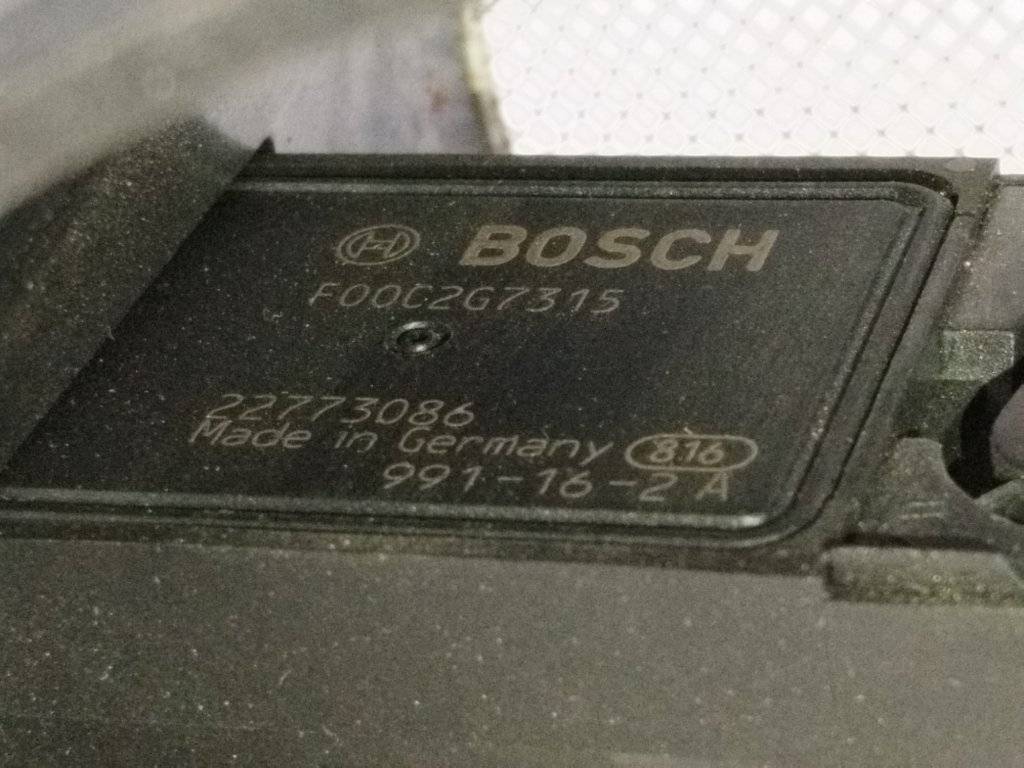 BOSCH
F00C2G7315
22773086
Made in Germany 816
991-16-2 A